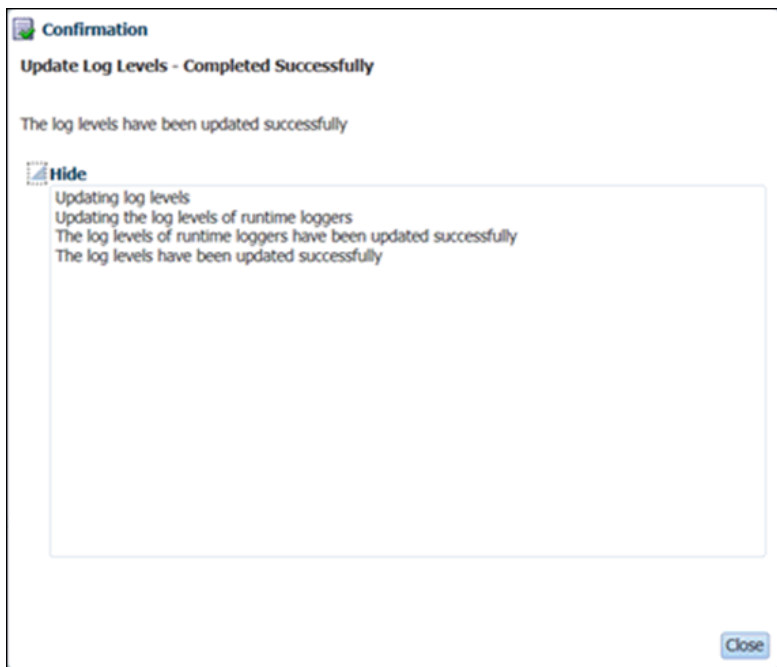 Confirmation
Update Log Levels - Completed Successfully
The log levels have been updated successfully
Hide
Updating log levels
Updating the log levels of runtime loggers
The log levels of runtime loggers have been updated successfully
The log levels have been updated successfully
Close